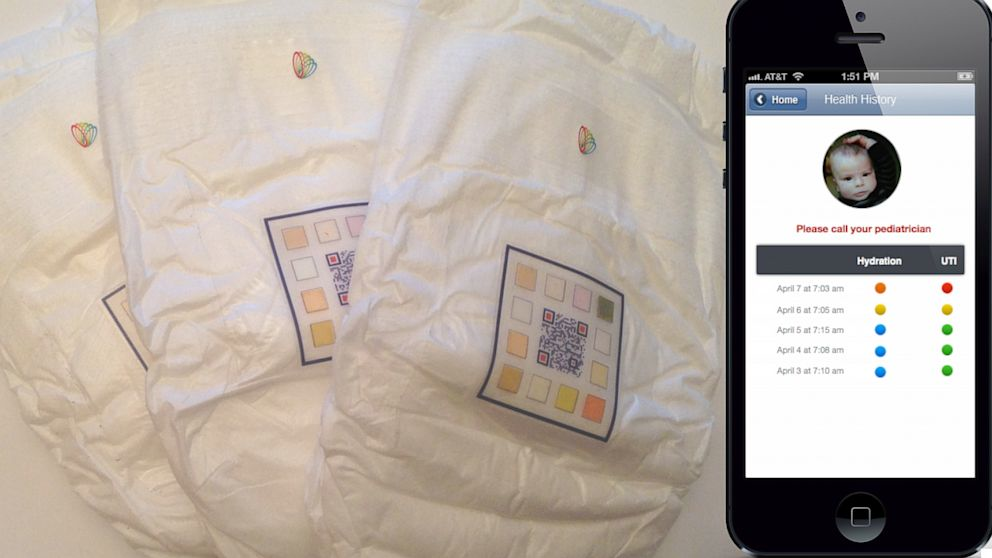 AT&T 1:51 PM
Home Health History
Please call your pediatrician
Hydration UTI
April 7 at 7:03 am
April 6 at 7:05 am
April 5 at 7:15 am
April 4 at 7:08 am
April 3 at 7:10 am